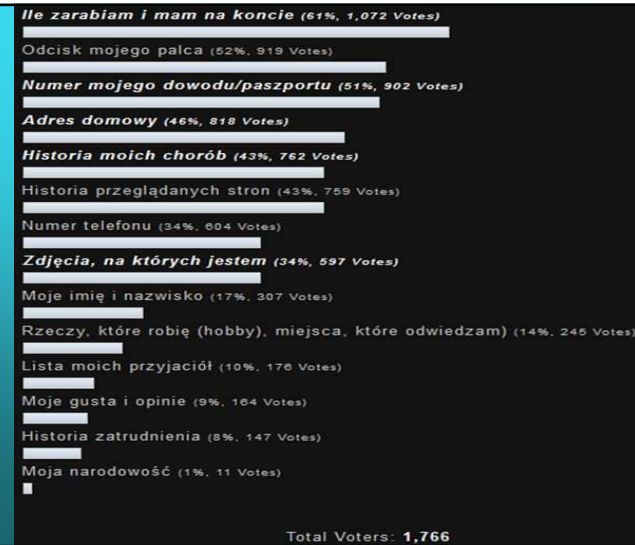 Ile zarabiam i mam na koncie (61%, 1,072 Votes)
Odcisk mojego palca (52%, 919 Votes)
Numer mojego dowodu/paszportu (51%, 902 Votes)
Adres domowy (46%, 818 Votes)
Historia moich chorób (43%, 762 Votes)
Historia przeglądanych stron (43%, 759 Votes)
Numer telefonu (34%, 604 Votes)
Zdjęcia, na których jestem (34%, 597 Votes)
Moje imię i nazwisko (17%, 307 Votes)
Rzeczy, które robię (hobby), miejsca, które odwiedzam) (14%, 245 Votes)
Lista moich przyjaciół (10%, 176 Votes)
Moje gusta i opinie (9%, 164 Votes)
Historia zatrudnienia (8%, 147 Votes)
Moja narodowość (1%, 11 Votes)
Total Voters: 1,766